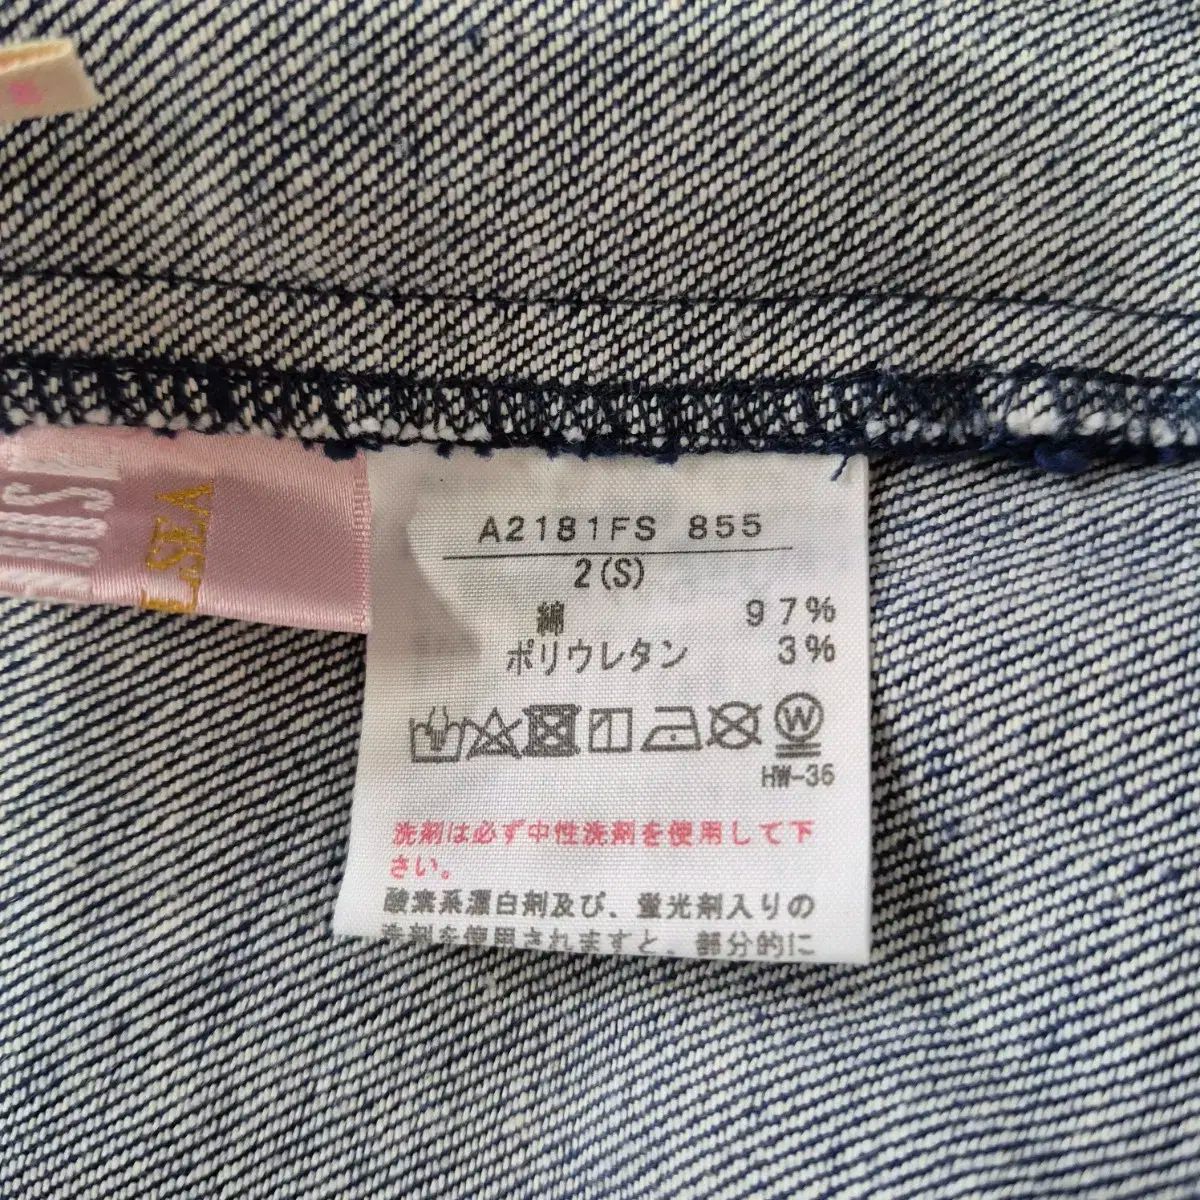 A2181FS 855
2(S)
綿 97%
ポリウレタン 3%
W
HW-36
洗剤は必ず中性洗剤を使用して下
さい。
酸素系漂白剤及び、蛍光剤入りの
洗剤を使用されますと、部分的に